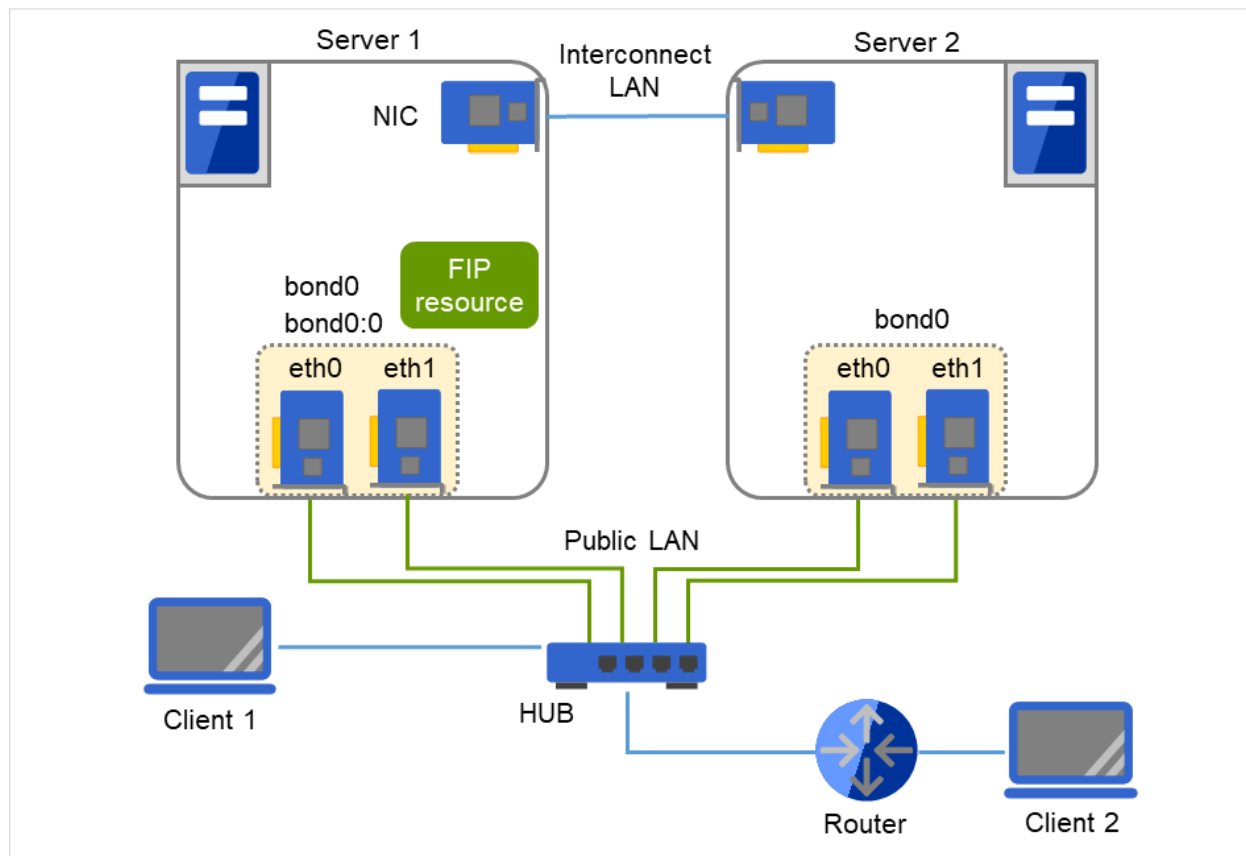 Server 1
Interconnect
LAN
Server 2
NIC
FIP
resource
bond0
bond0:0
eth0 eth1
bond0
eth0 eth1
Public LAN
Client 1
HUB
Router
Client 2